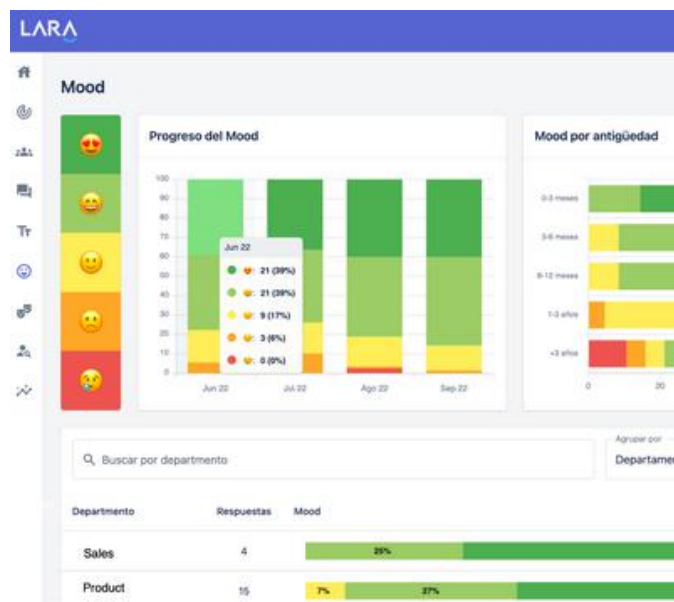 LARA
Mood
Progreso del Mood
Mood por antigüedad
100
90
80
70
60
50
40
30
20
10
0
Jun 22
21 (39%)
21 (39%)
9 (17%)
3 (6%)
0 (0%)
Jun 22
Jul 22
Ago 22
Sep 22
0-3 meses
3-6 meses
6-12 meses
1-3 años
+3 años
0
20
Buscar por departmento
Agrupar por
Departame
Departmento
Respuestas
Mood
Sales
4
25%
Product
15
7%
27%